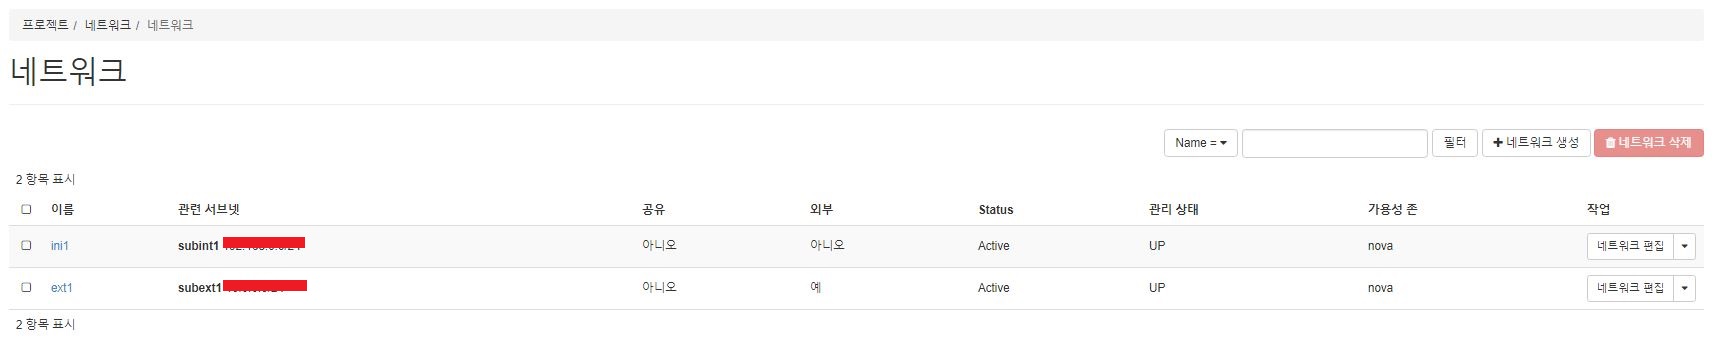 프로젝트 / 네트워크 / 네트워크
네트워크
Name = 필터 네트워크 생성 네트워크 삭제
2 항목 표시
이름 관련 서브넷 공유 외부 Status 관리 상태 가용성 존 작업
ini1 subint1 아니오 아니오 Active UP nova 네트워크 편집
ext1 subext1 아니오 예 Active UP nova 네트워크 편집
2 항목 표시